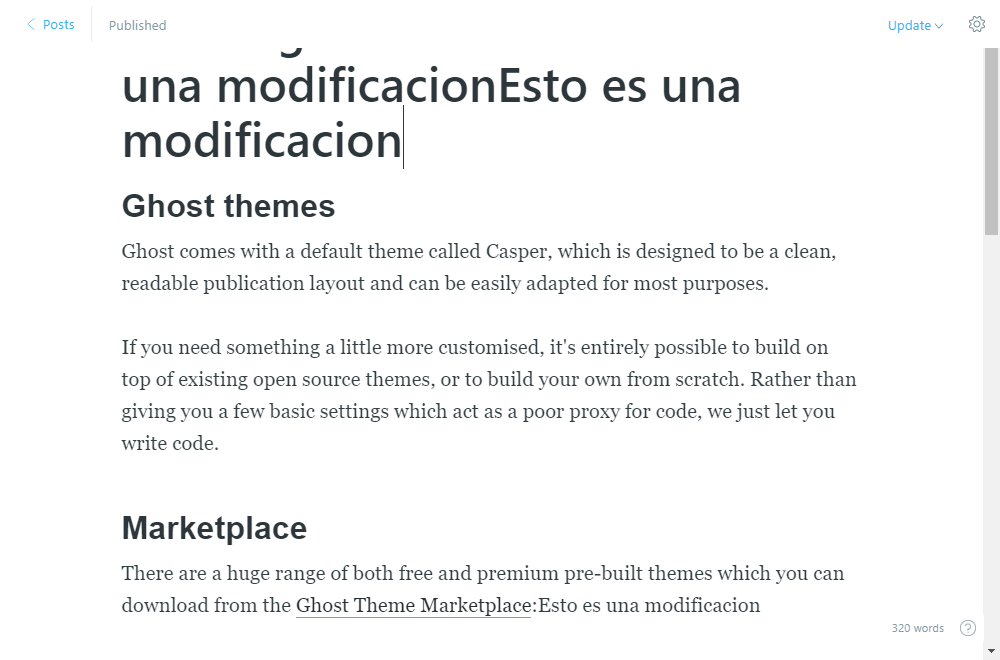 Posts
Published
Update
una modificacionEsto es una
modificacion
Ghost themes
Ghost comes with a default theme called Casper, which is designed to be a clean,
readable publication layout and can be easily adapted for most purposes.
If you need something a little more customised, it's entirely possible to build on
top of existing open source themes, or to build your own from scratch. Rather than
giving you a few basic settings which act as a poor proxy for code, we just let you
write code.
Marketplace
There are a huge range of both free and premium pre-built themes which you can
download from the Ghost Theme Marketplace:Esto es una modificacion
320 words
?